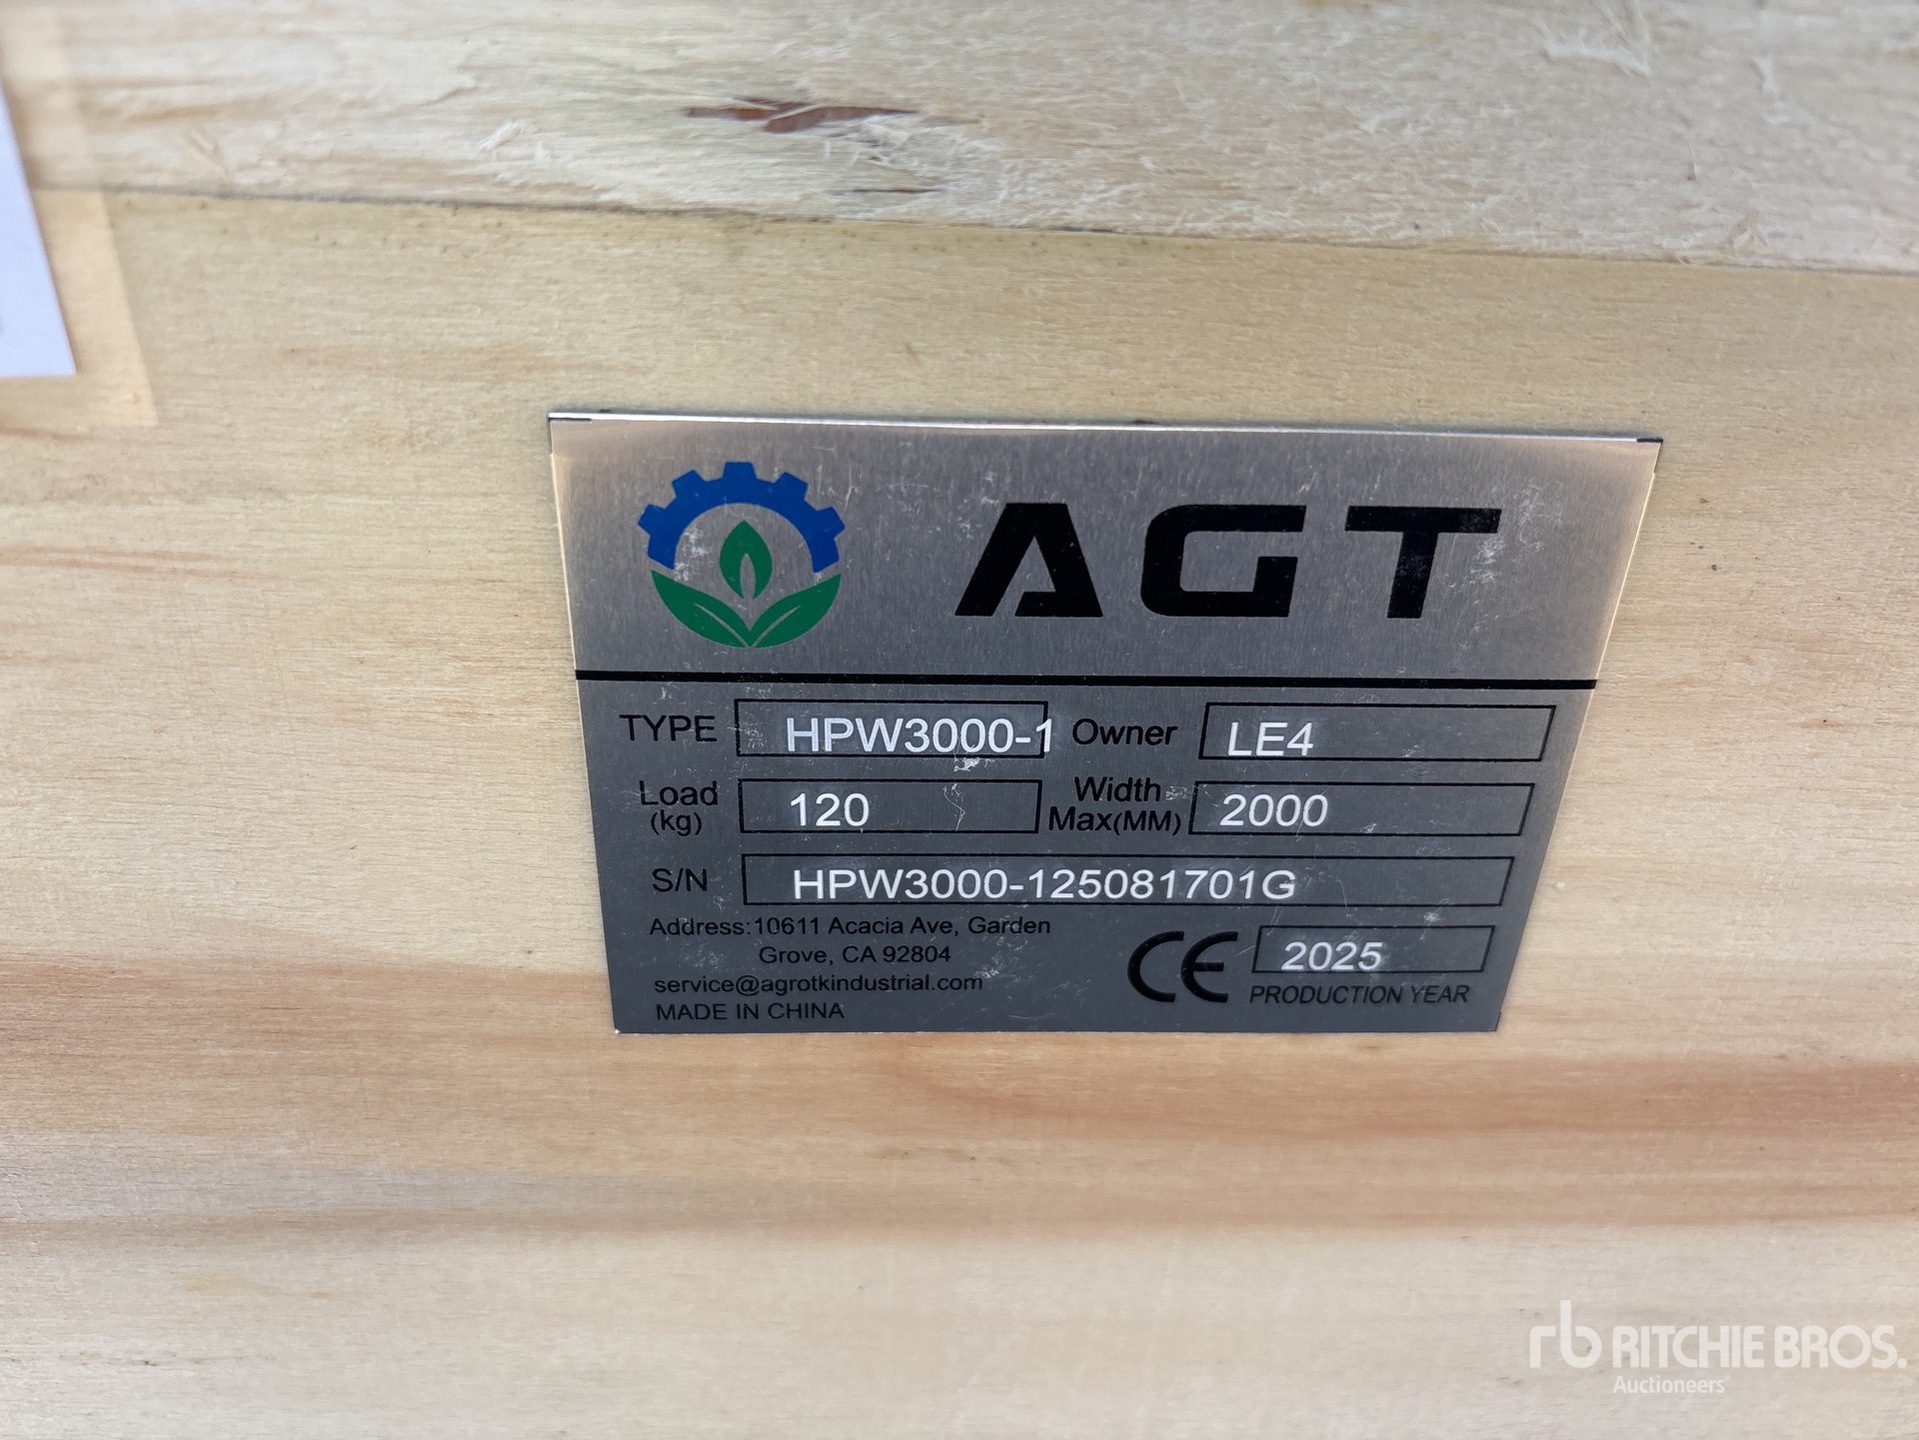 AGT
TYPE HPW3000-1 Owner LE4
Load (kg) 120 Width Max(MM) 2000
S/N HPW3000-125081701G
Address:10611 Acacia Ave, Garden
Grove, CA 92804
service@agrotkindustrial.com
MADE IN CHINA
CE 2025
PRODUCTION YEAR
rb RITCHIE BROS.
Auctioneers